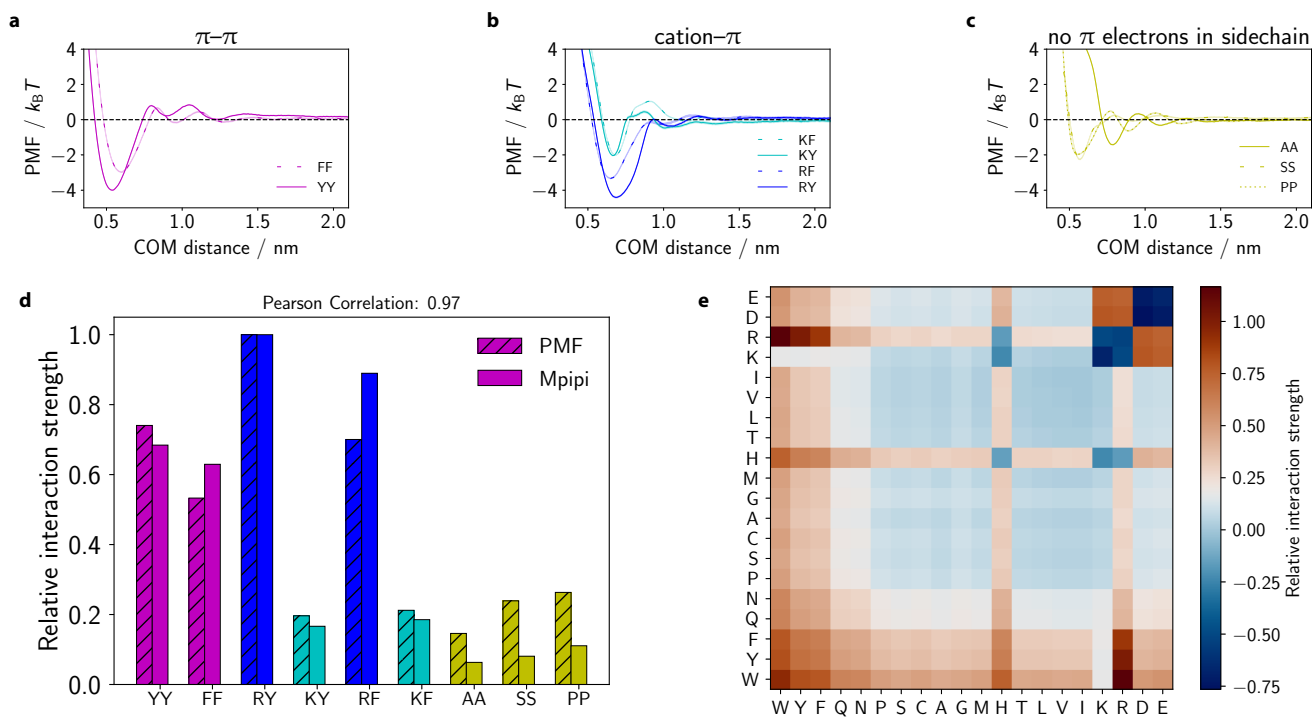 a
π–π
4
2
0
−2
−4
PMF / kBT
0.5 1.0 1.5 2.0
COM distance / nm
FF
YY
b
cation–π
4
2
0
−2
−4
PMF / kBT
0.5 1.0 1.5 2.0
COM distance / nm
KF
KY
RF
RY
c
no π electrons in sidechain
4
2
0
−2
−4
PMF / kBT
0.5 1.0 1.5 2.0
COM distance / nm
AA
SS
PP
d
Pearson Correlation: 0.97
1.0
0.8
0.6
0.4
0.2
0.0
Relative interaction strength
PMF
Mpipi
YY FF RY KY RF KF AA SS PP
e
E
D
R
K
I
V
L
T
H
M
G
A
C
S
P
N
Q
F
Y
W
W Y F Q N P S C A G M H T L V I K R D E
1.00
0.75
0.50
0.25
0.00
−0.25
−0.50
−0.75
Relative interaction strength